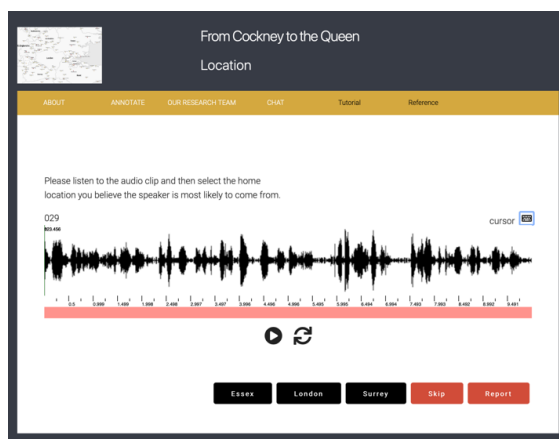 From Cockney to the Queen
Location
ABOUT ANNOTATE OUR RESEARCH TEAM CHAT Tutorial Reference
Please listen to the audio clip and then select the home
location you believe the speaker is most likely to come from.
029
cursor
0.5 0.999 1.499 1.998 2.498 2.997 3.497 3.996 4.496 4.996 5.495 5.995 6.494 6.994 7.493 7.993 8.492 8.992 9.491
Essex London Surrey Skip Report